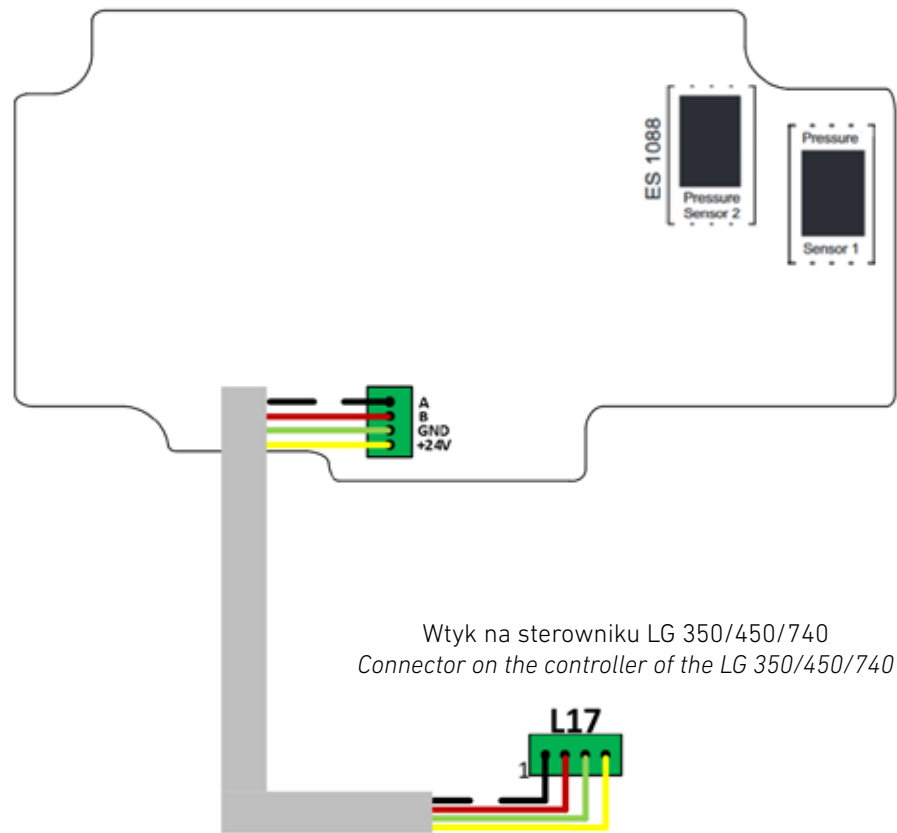 ES 1088
Pressure
Sensor 2
Pressure
Sensor 1
A
B
GND
+24V
Wtyk na sterowniku LG 350/450/740
Connector on the controller of the LG 350/450/740
L17
1